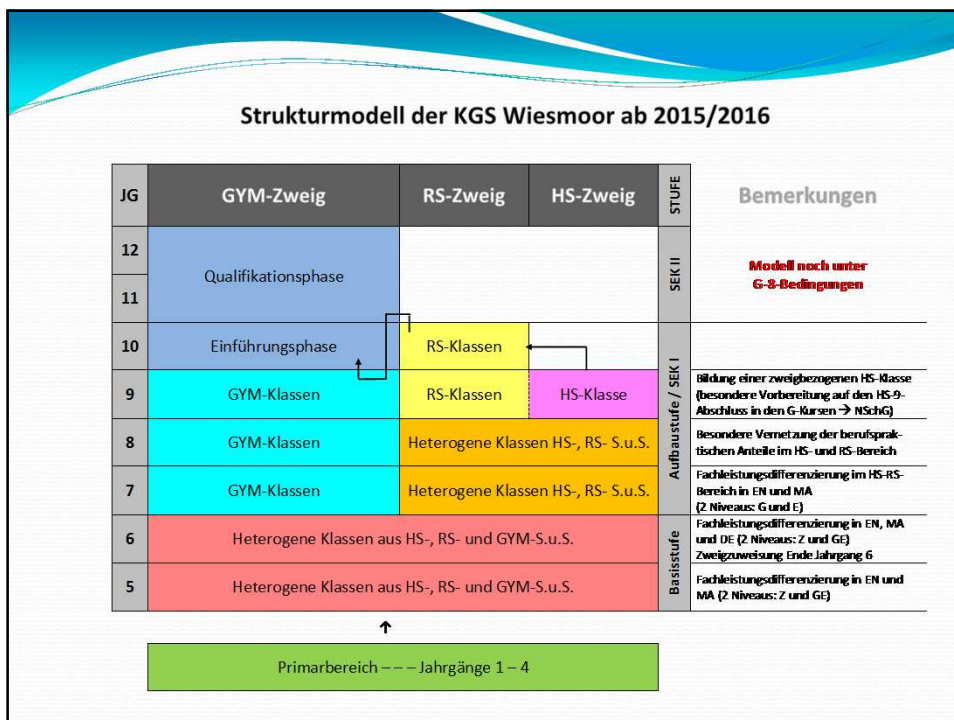 Strukturmodell der KGS Wiesmoor ab 2015/2016
JG
GYM-Zweig
RS-Zweig
HS-Zweig
STUFE
Bemerkungen
12
11
Qualifikationsphase
SEK II
Modell noch unter
G-8-Bedingungen
10
Einführungsphase
RS-Klassen
Aufbaustufe / SEK I
9
GYM-Klassen
RS-Klassen
HS-Klasse
Bildung einer zweigbezogenen HS-Klasse
(besondere Vorbereitung auf den HS-9-
Abschluss in den G-Kursen → NSchG)
8
GYM-Klassen
Heterogene Klassen HS-, RS- S.u.S.
Besondere Vernetzung der berufsprak-
tischen Anteile im HS- und RS-Bereich
7
GYM-Klassen
Heterogene Klassen HS-, RS- S.u.S.
Fachleistungsdifferenzierung im HS-RS-
Bereich in EN und MA
(2 Niveaus: G und E)
6
Heterogene Klassen aus HS-, RS- und GYM-S.u.S.
Basisstufe
Fachleistungsdifferenzierung in EN, MA
und DE (2 Niveaus: Z und GE)
Zweigzuweisung Ende Jahrgang 6
5
Heterogene Klassen aus HS-, RS- und GYM-S.u.S.
Fachleistungsdifferenzierung in EN und
MA (2 Niveaus: Z und GE)
Primarbereich – – – Jahrgänge 1 – 4